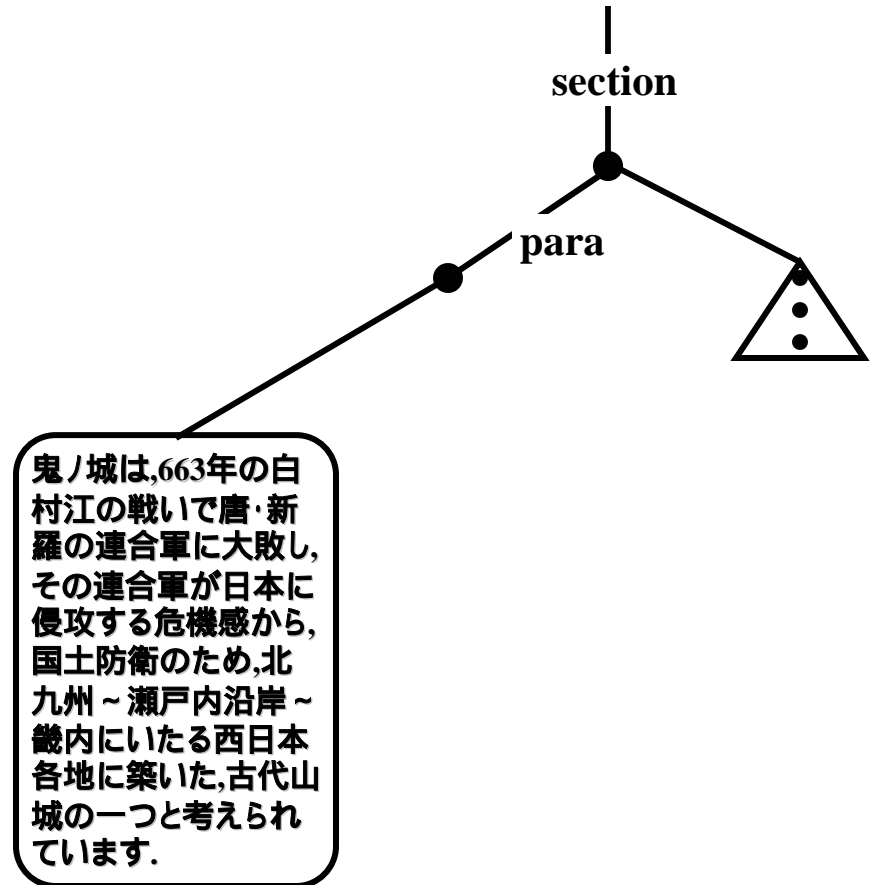 section
para
鬼ノ城は,663年の白
村江の戦いで唐・新
羅の連合軍に大敗し,
その連合軍が日本に
侵攻する危機感から,
国土防衛のため,北
九州~瀬戸内沿岸~
畿内にいたる西日本
各地に築いた,古代山
城の一つと考えられ
ています.